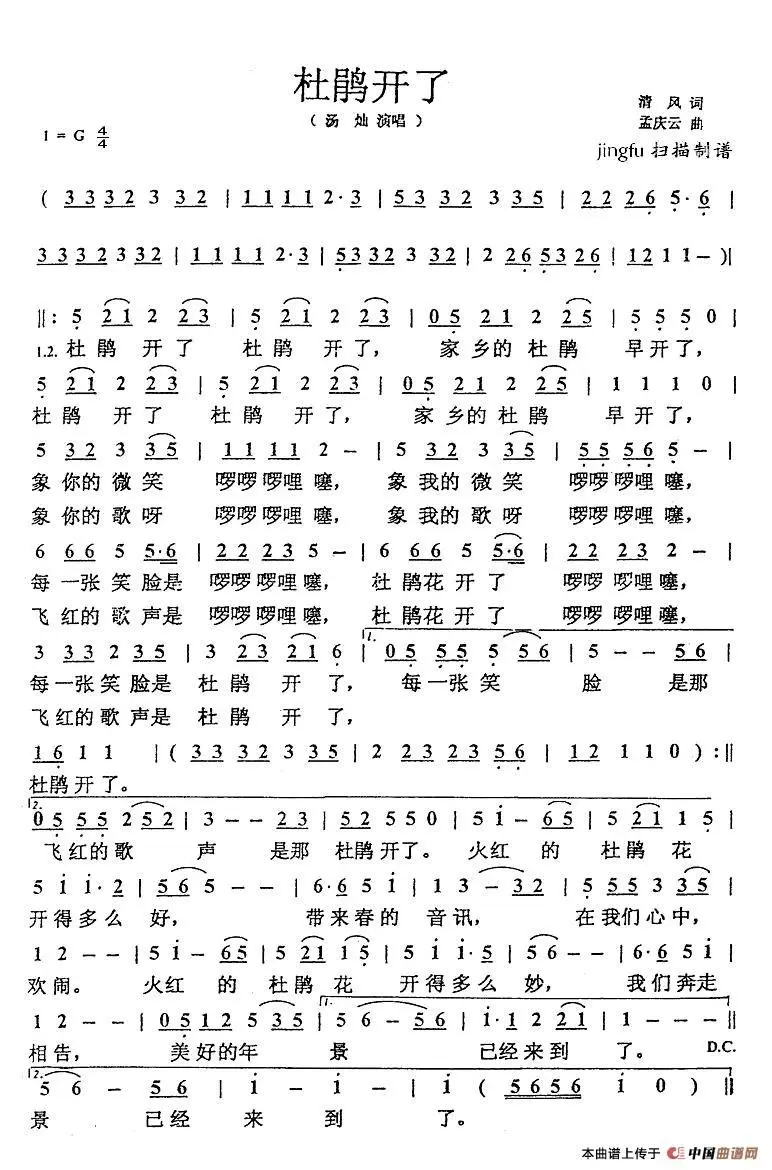 杜鹃开了
（汤 灿 演唱）
清 风 词
孟庆云 曲
jingfu 扫描制谱
1 = G 4/4
( 3 3 3 2 3 3 2 | 1 1 1 1 2 · 3 | 5 3 3 2 3 3 2 | 2 2 2 6 5 · 6 |
3 3 3 2 3 3 2 | 1 1 1 1 2 · 3 | 5 3 3 2 3 3 2 | 2 2 6 5 3 2 6 | 1 2 1 1 – ) |
||: 5 2 1 2 2 3 | 5 2 1 2 2 3 | 0 5 2 1 2 2 5 | 5 5 5 0 |
1.2. 杜 鹃 开 了 杜 鹃 开 了， 家 乡 的 杜 鹃 早 开 了，
5 2 1 2 2 3 | 5 2 1 2 2 3 | 0 5 2 1 2 2 5 | 1 1 1 0 |
杜 鹃 开 了 杜 鹃 开 了， 家 乡 的 杜 鹃 早 开 了，
5 3 2 3 3 5 | 1 1 1 1 2 – | 5 3 2 3 3 5 | 5 5 5 6 5 – |
象 你的 微 笑 啰啰 啰哩 噻， 象 我的 微 笑 啰啰 啰哩 噻，
象 你的 歌 呀 啰啰 啰哩 噻， 象 我的 歌 呀 啰啰 啰哩 噻，
6 6 6 5 5 · 6 | 2 2 2 3 5 – | 6 6 6 5 5 · 6 | 2 2 2 3 2 – |
每 一张 笑 脸是 啰啰 啰哩 噻， 杜 鹃花 开 了 啰啰 啰哩 噻，
飞 红的 歌 声是 啰啰 啰哩 噻， 杜 鹃花 开 了 啰啰 啰哩 噻，
3 3 3 2 3 5 | 3 2 3 2 1 6 | 1. 0 5 5 5 5 5 6 | 5 – – 5 6 |
每 一张 笑 脸是 杜 鹃 开 了， 每 一张 笑 脸 是那
飞 红的 歌 声是 杜 鹃 开 了，
1 6 1 1 | ( 3 3 3 2 3 3 5 | 2 2 3 2 3 5 6 | 1 2 1 1 0 ) :||
杜鹃 开 了。
2. 0 5 5 5 2 5 2 | 3 – – 2 3 | 5 2 5 5 0 | 5 i – 6 5 | 5 2 1 1 5 |
飞 红的 歌 声 是那 杜鹃开了。 火 红 的 杜 鹃 花
5 i i · 2 | 5 6 5 – – | 6 · 6 5 i | 1 3 – 3 2 | 5 5 5 3 3 5 |
开 得 多 么 好， 带 来 春 的 音 讯， 在 我 们 心 中，
1 2 – – | 5 i – 6 5 | 5 2 1 i 5 | 5 i i · 5 | 5 6 – – | 6 · 6 5 i |
欢 闹。 火 红 的 杜 鹃 花 开 得 多 么 妙， 我 们 奔 走
1 2 – – | 0 5 1 2 5 3 5 | 1. 5 6 – 5 6 | i · 1 2 2 1 | 1 – – – ||
相 告， 美 好 的 年 景 已 经 来 到 了。 D.C.
2. 5 6 – 5 6 | i – i – | i ( 5 6 5 6 i 0 ) ||
景 已经 来 到 了。
本曲谱上传于 中国曲谱网